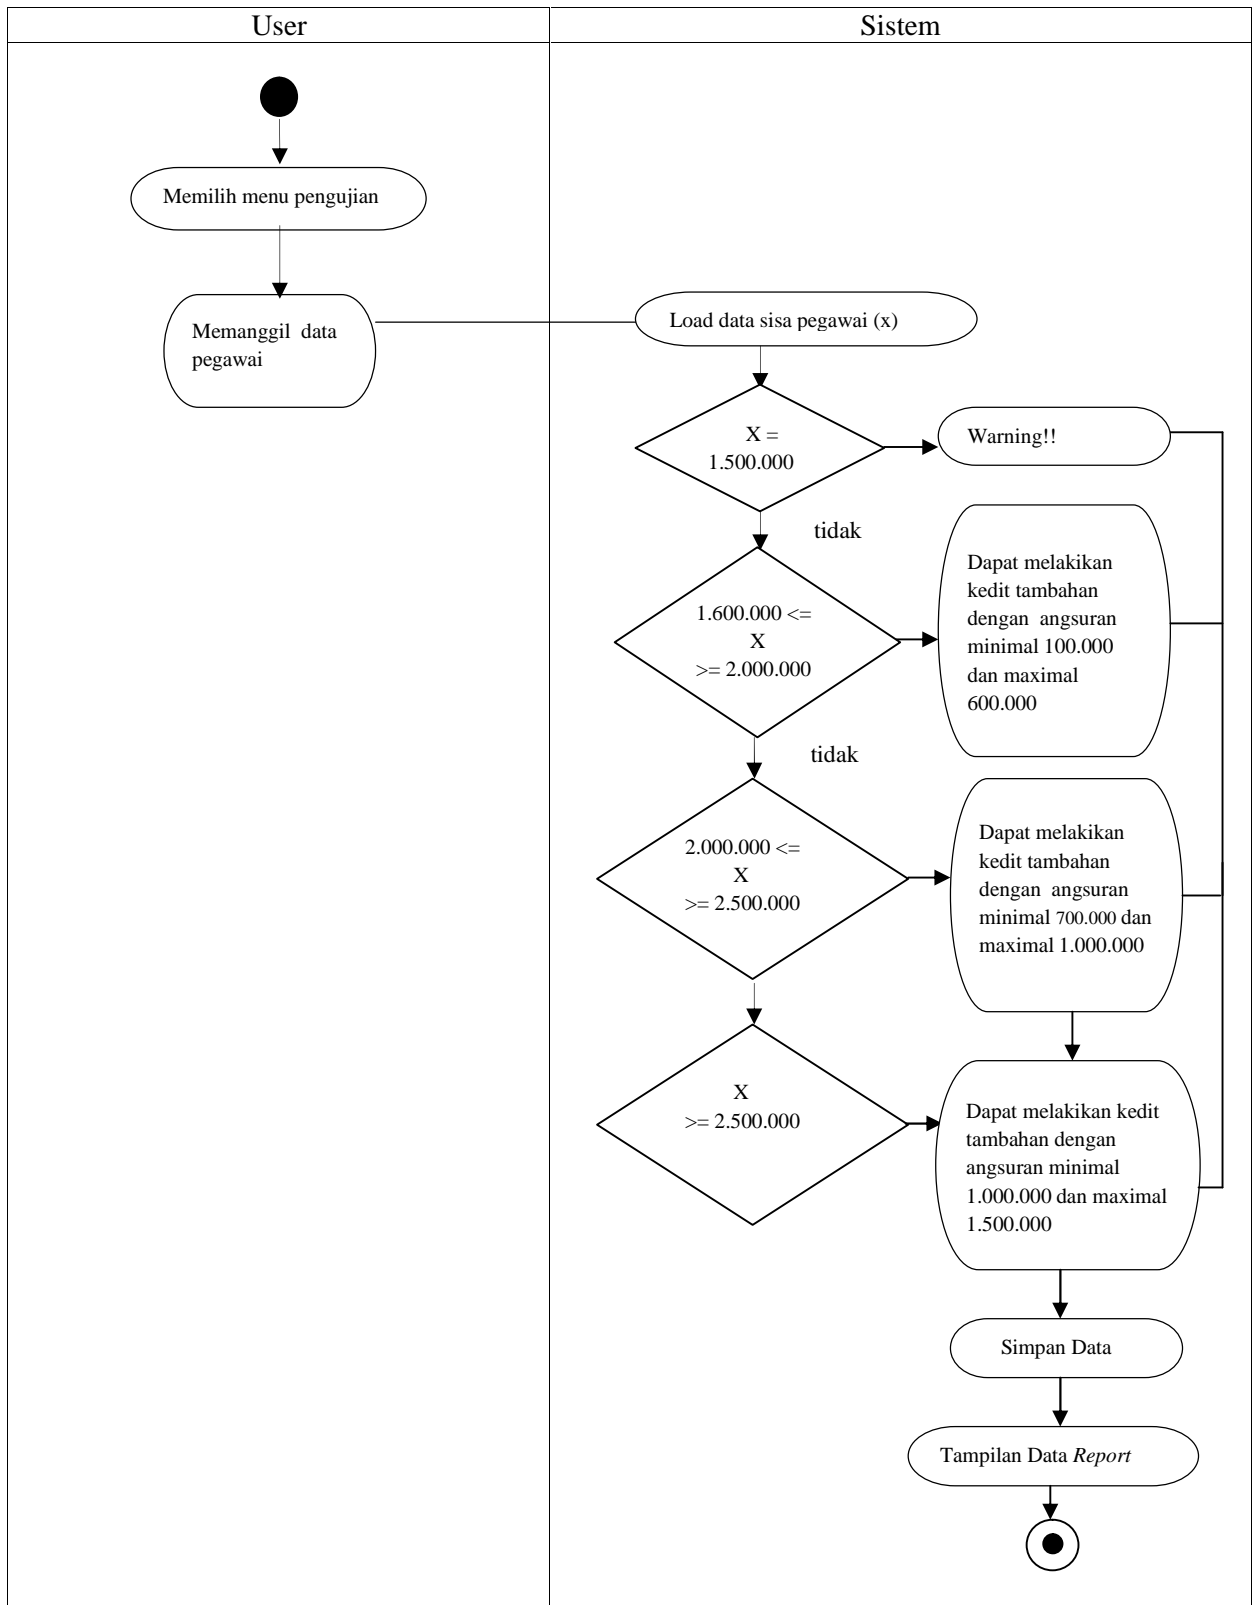 User
Sistem
Memilih menu pengujian
Memanggil data
pegawai
Load data sisa pegawai (x)
X =
1.500.000
Warning!!
tidak
1.600.000 <=
X
>= 2.000.000
Dapat melakikan
kedit tambahan
dengan angsuran
minimal 100.000
dan maximal
600.000
tidak
2.000.000 <=
X
>= 2.500.000
Dapat melakikan
kedit tambahan
dengan angsuran
minimal 700.000 dan
maximal 1.000.000
X
>= 2.500.000
Dapat melakikan kedit
tambahan dengan
angsuran minimal
1.000.000 dan maximal
1.500.000
Simpan Data
Tampilan Data Report